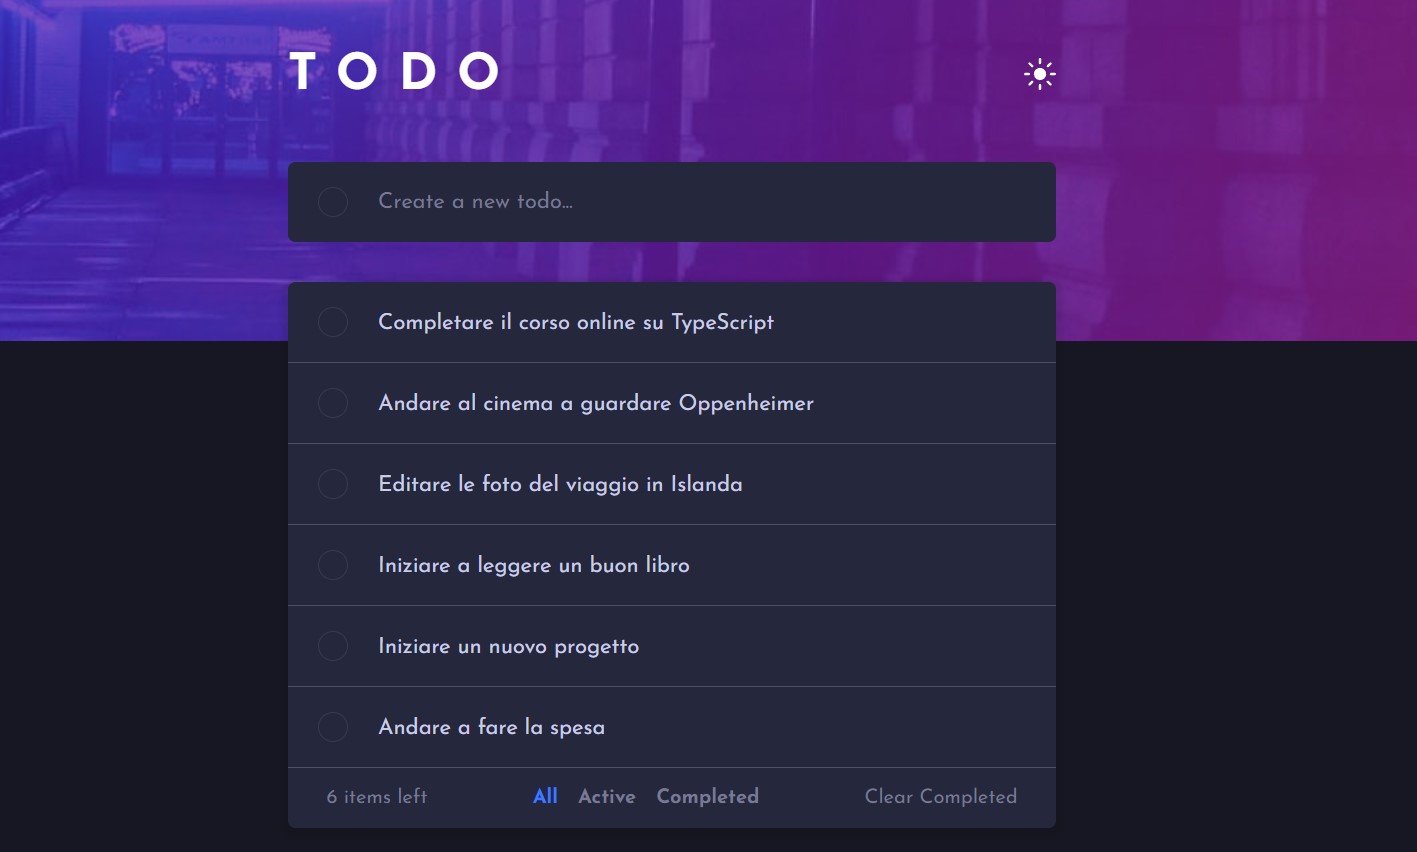 TODO
Create a new todo...
Completare il corso online su TypeScript
Andare al cinema a guardare Oppenheimer
Editare le foto del viaggio in Islanda
Iniziare a leggere un buon libro
Iniziare un nuovo progetto
Andare a fare la spesa
6 items left All Active Completed Clear Completed